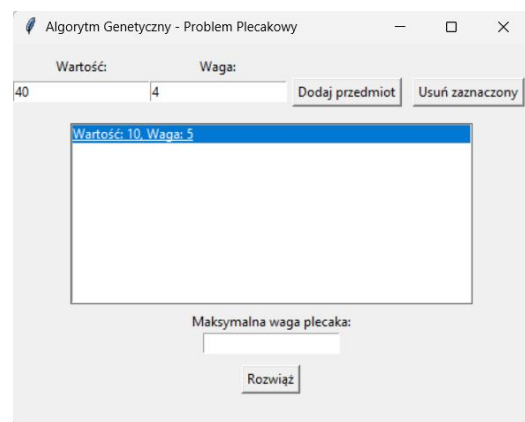 Algorytm Genetyczny - Problem Plecakowy
Wartość: Waga:
40 4 Dodaj przedmiot Usuń zaznaczony
Wartość: 10, Waga: 5
Maksymalna waga plecaka:
Rozwiąż